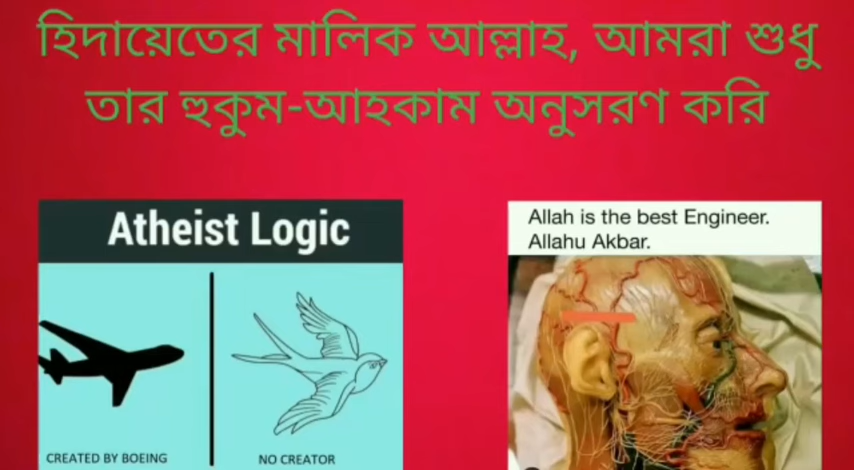 হিদায়েতের মালিক আল্লাহ, আমরা শুধু
তার হুকুম-আহকাম অনুসরণ করি
Atheist Logic
CREATED BY BOEING
NO CREATOR
Allah is the best Engineer.
Allahu Akbar.